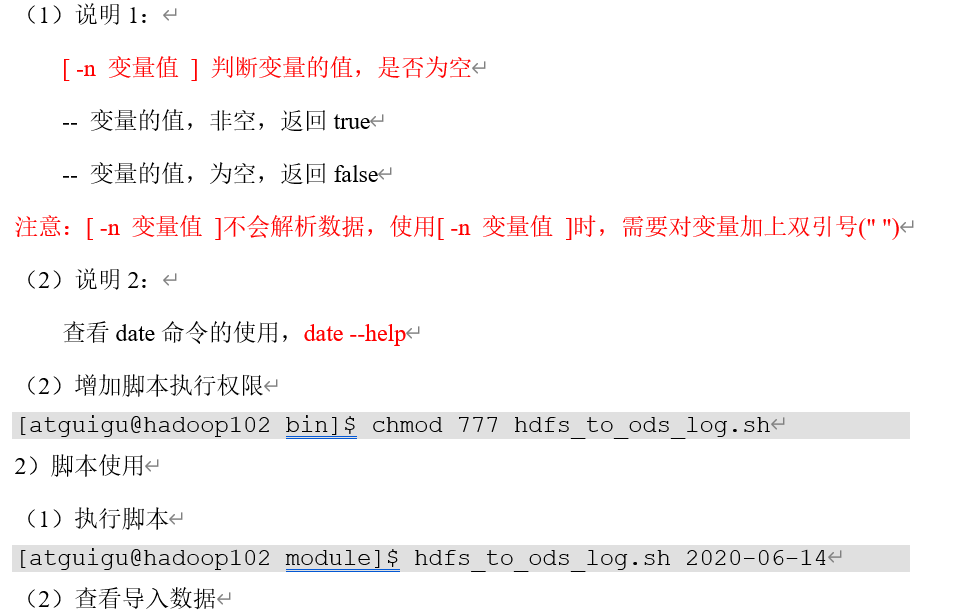 （1）说明 1：
[ -n 变量值 ] 判断变量的值，是否为空
-- 变量的值，非空，返回 true
-- 变量的值，为空，返回 false
注意：[ -n 变量值 ]不会解析数据，使用[ -n 变量值 ]时，需要对变量加上双引号(" ")
（2）说明 2：
查看 date 命令的使用，date --help
（2）增加脚本执行权限
[atguigu@hadoop102 bin]$ chmod 777 hdfs_to_ods_log.sh
2）脚本使用
（1）执行脚本
[atguigu@hadoop102 module]$ hdfs_to_ods_log.sh 2020-06-14
（2）查看导入数据